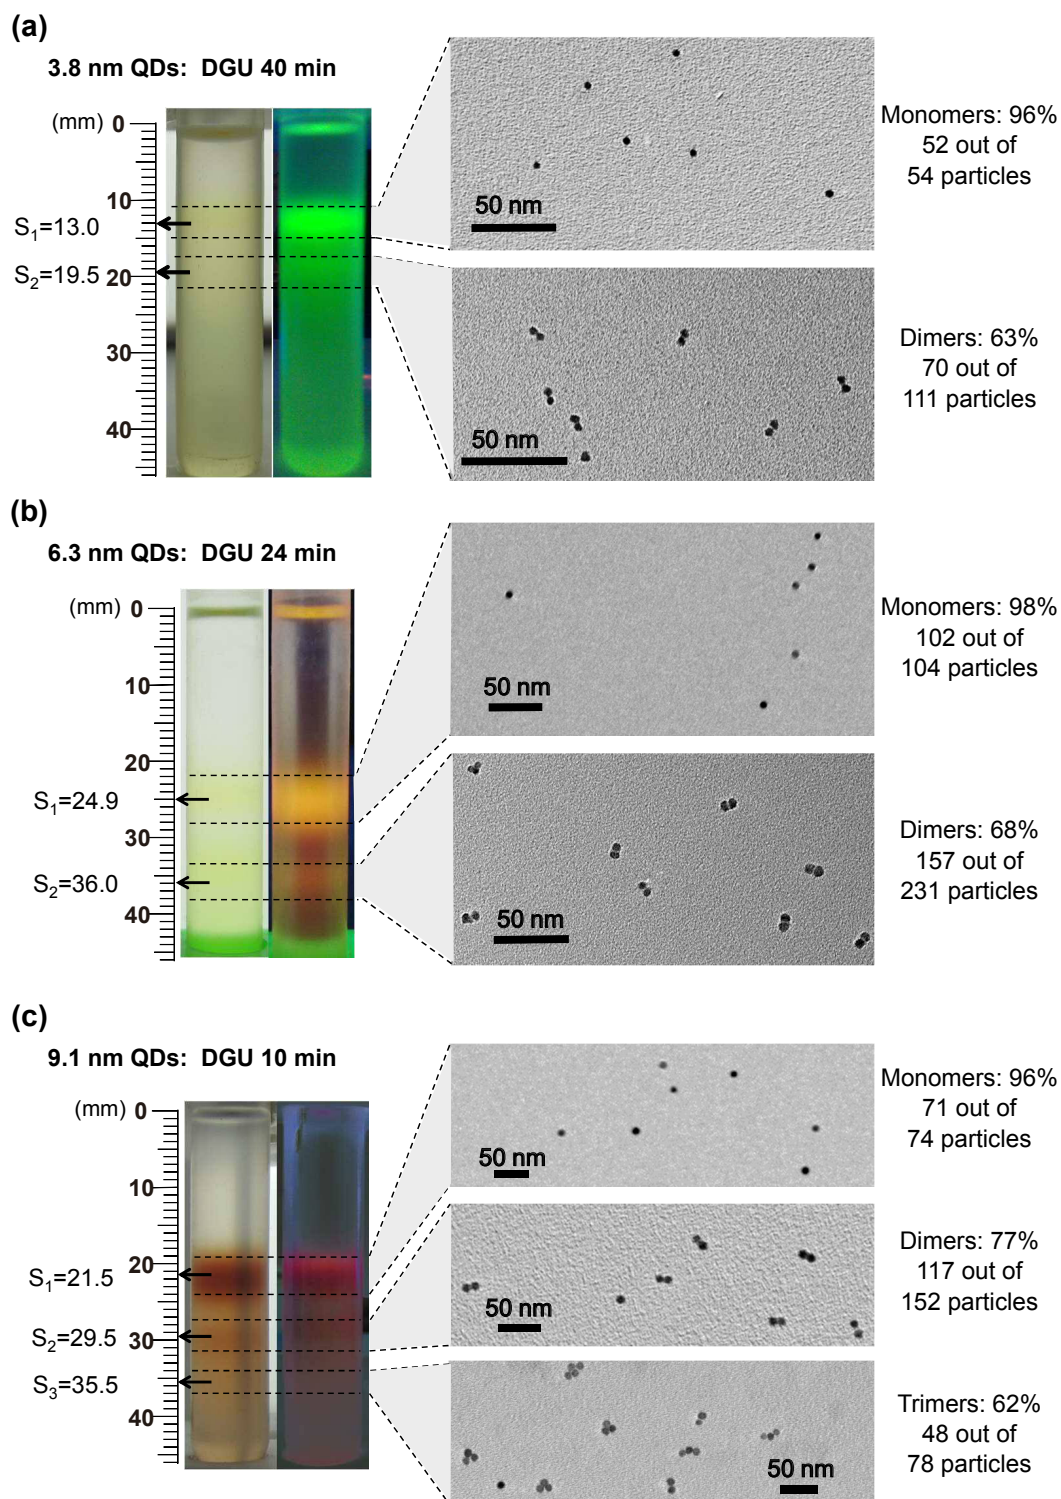 (a)
3.8 nm QDs: DGU 40 min
(mm) 0
10
S1=13.0
S2=19.5
20
30
40
50 nm
Monomers: 96%
52 out of
54 particles
50 nm
Dimers: 63%
70 out of
111 particles
(b)
6.3 nm QDs: DGU 24 min
(mm) 0
10
20
S1=24.9
30
S2=36.0
40
50 nm
Monomers: 98%
102 out of
104 particles
50 nm
Dimers: 68%
157 out of
231 particles
(c)
9.1 nm QDs: DGU 10 min
(mm) 0
10
20
S1=21.5
S2=29.5
30
S3=35.5
40
50 nm
Monomers: 96%
71 out of
74 particles
50 nm
Dimers: 77%
117 out of
152 particles
50 nm
Trimers: 62%
48 out of
78 particles